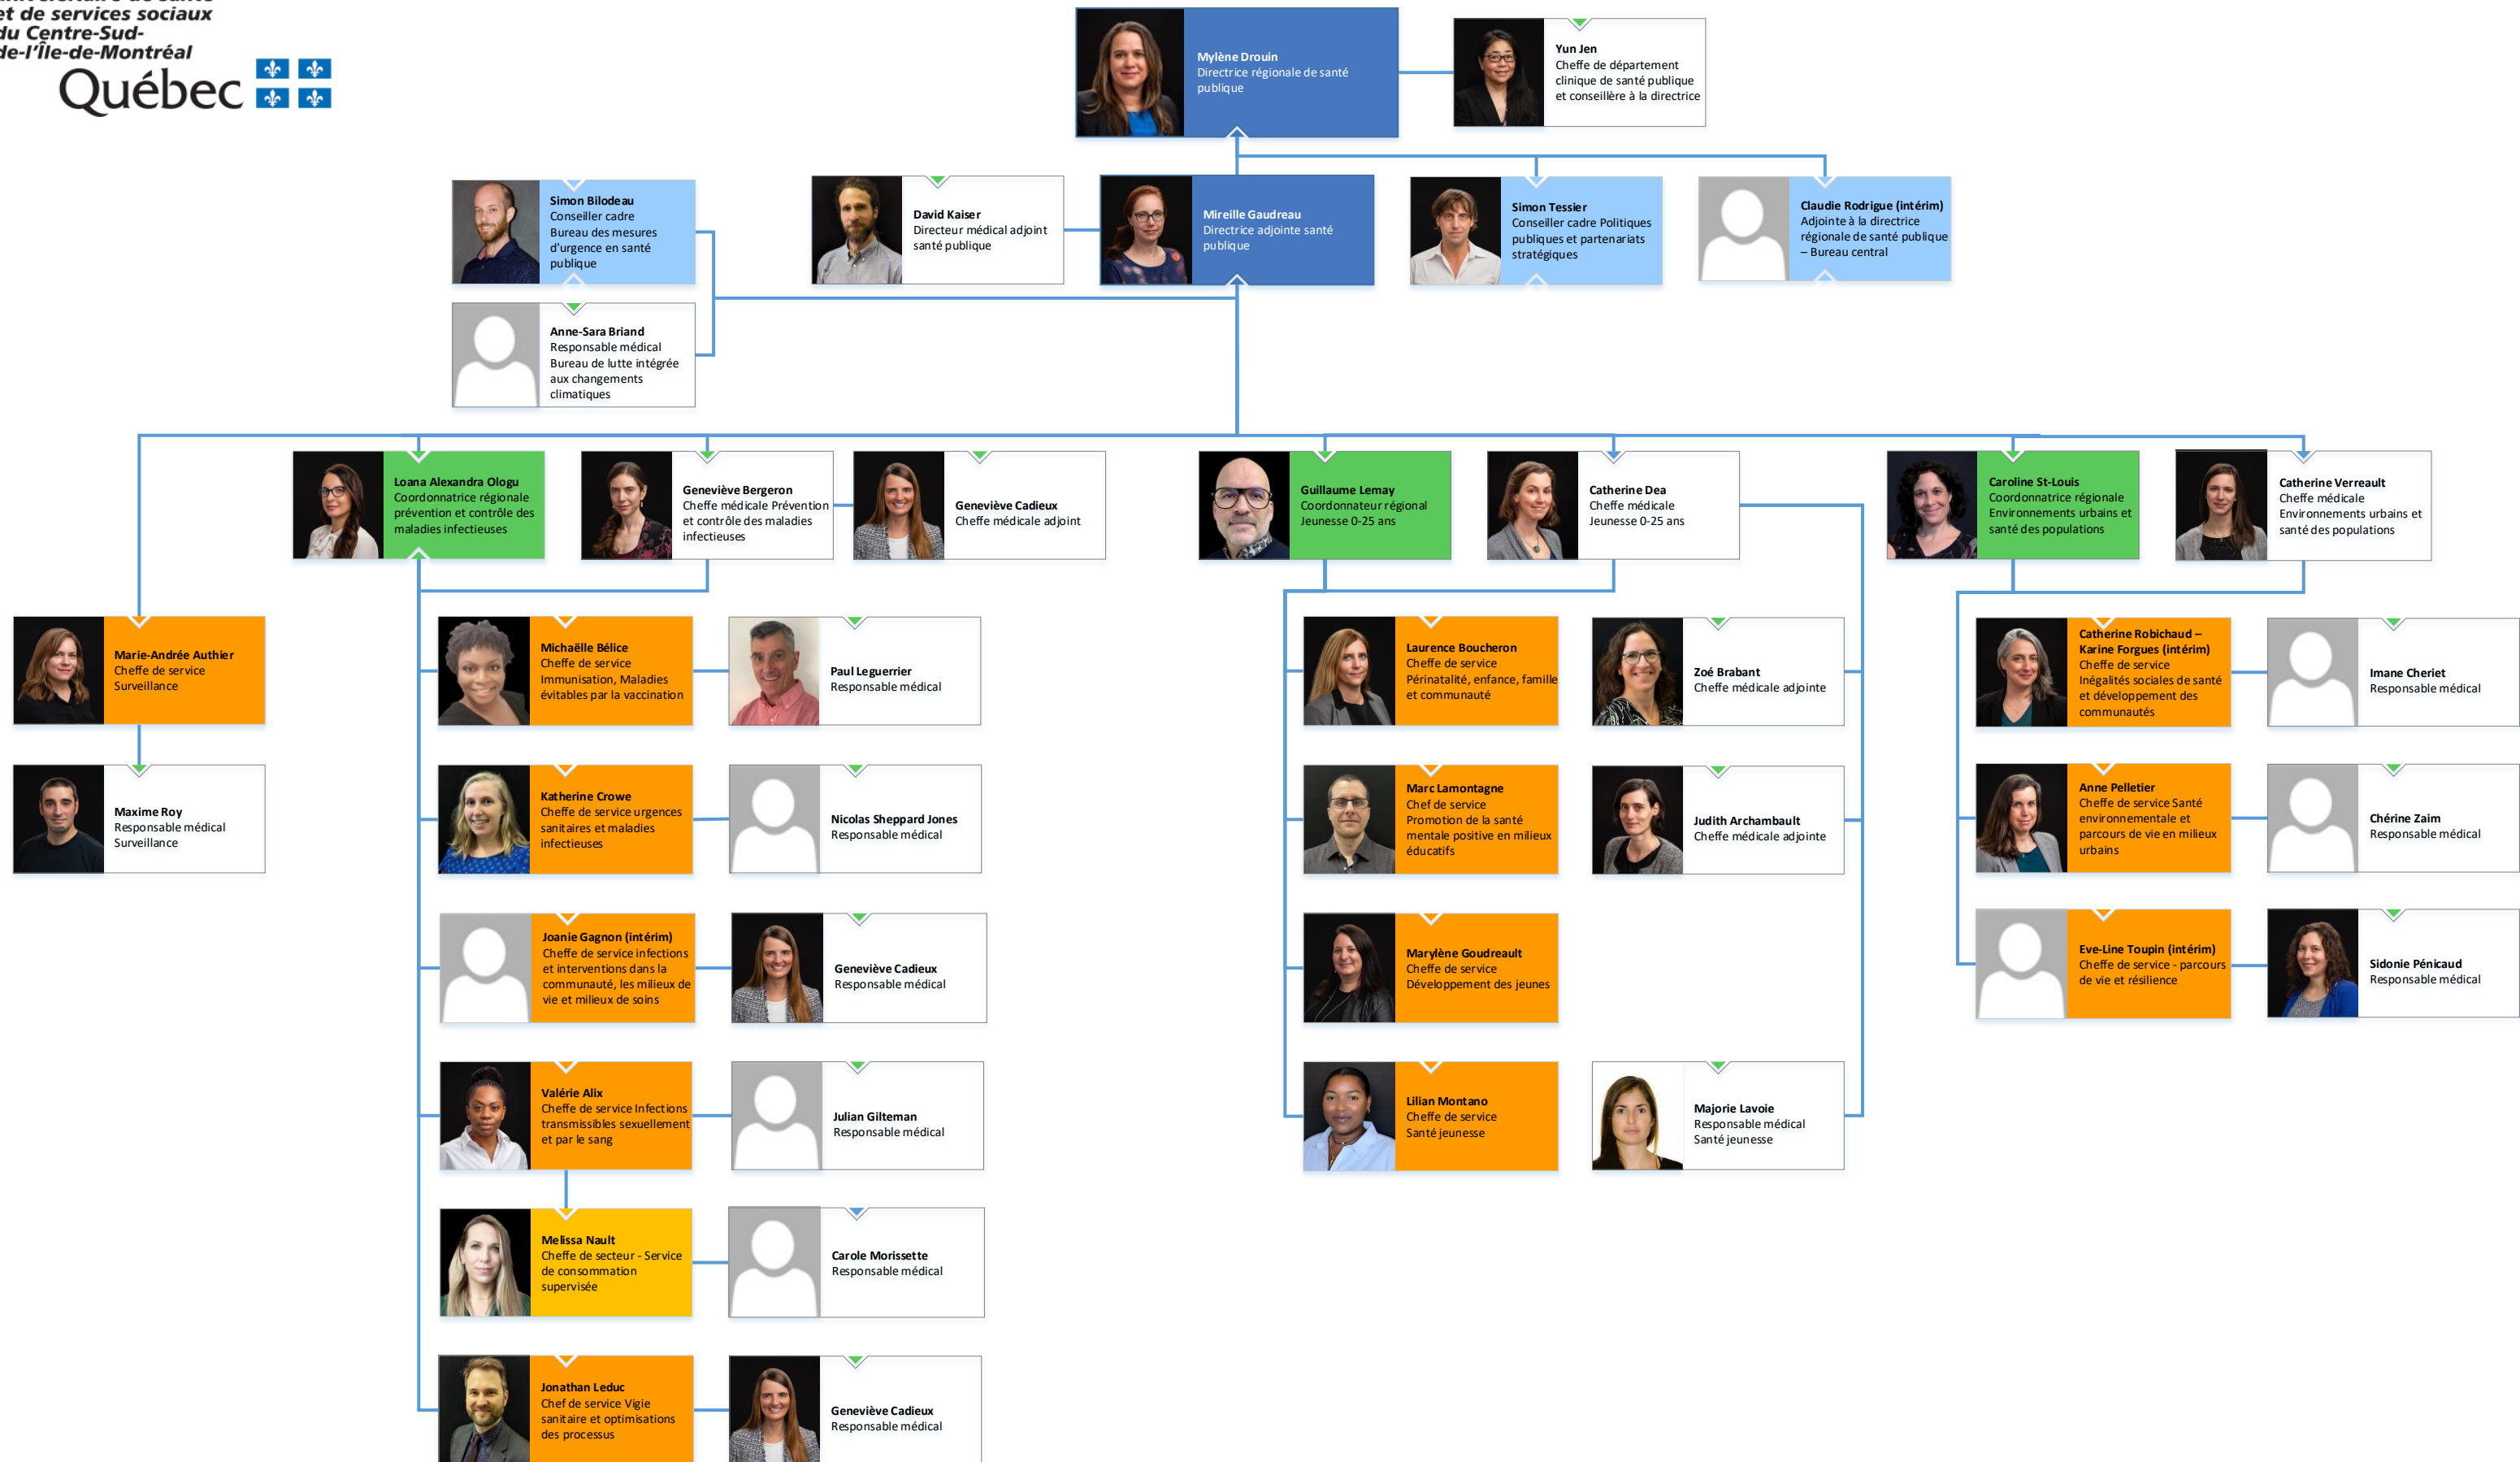 et de services sociaux
du Centre-Sud-
de-l'Île-de-Montréal
Québec
Mylène Drouin
Directrice régionale de santé
publique
Yun Jen
Cheffe de département
clinique de santé publique
et conseillère à la directrice
Simon Bilodeau
Conseiller cadre
Bureau des mesures
d'urgence en santé
publique
David Kaiser
Directeur médical adjoint
santé publique
Mireille Gaudreau
Directrice adjointe santé
publique
Simon Tessier
Conseiller cadre Politiques
publiques et partenariats
stratégiques
Claudie Rodrigue (intérim)
Adjointe à la directrice
régionale de santé publique
– Bureau central
Anne-Sara Briand
Responsable médical
Bureau de lutte intégrée
aux changements
climatiques
Loana Alexandra Ologu
Coordonnatrice régionale
prévention et contrôle des
maladies infectieuses
Geneviève Bergeron
Cheffe médicale Prévention
et contrôle des maladies
infectieuses
Geneviève Cadieux
Cheffe médicale adjoint
Guillaume Lemay
Coordonnateur régional
Jeunesse 0-25 ans
Catherine Dea
Cheffe médicale
Jeunesse 0-25 ans
Caroline St-Louis
Coordonnatrice régionale
Environnements urbains et
santé des populations
Catherine Verreault
Cheffe médicale
Environnements urbains et
santé des populations
Marie-Andrée Authier
Cheffe de service
Surveillance
Michaëlle Bélice
Cheffe de service
Immunisation, Maladies
évitables par la vaccination
Paul Leguerrier
Responsable médical
Laurence Boucheron
Cheffe de service
Périnatalité, enfance, famille
et communauté
Zoé Brabant
Cheffe médicale adjointe
Catherine Robichaud –
Karine Forgues (intérim)
Cheffe de service
Inégalités sociales de santé
et développement des
communautés
Imane Cheriet
Responsable médical
Maxime Roy
Responsable médical
Surveillance
Katherine Crowe
Cheffe de service urgences
sanitaires et maladies
infectieuses
Nicolas Sheppard Jones
Responsable médical
Marc Lamontagne
Chef de service
Promotion de la santé
mentale positive en milieux
éducatifs
Judith Archambault
Cheffe médicale adjointe
Anne Pelletier
Cheffe de service Santé
environnementale et
parcours de vie en milieux
urbains
Chérine Zaim
Responsable médical
Joanie Gagnon (intérim)
Cheffe de service infections
et interventions dans la
communauté, les milieux de
vie et milieux de soins
Geneviève Cadieux
Responsable médical
Marylène Goudreault
Cheffe de service
Développement des jeunes
Eve-Line Toupin (intérim)
Cheffe de service - parcours
de vie et résilience
Sidonie Pénicaud
Responsable médical
Valérie Alix
Cheffe de service Infections
transmissibles sexuellement
et par le sang
Julian Gilteman
Responsable médical
Lilian Montano
Cheffe de service
Santé jeunesse
Majorie Lavoie
Responsable médical
Santé jeunesse
Melissa Nault
Cheffe de secteur - Service
de consommation
supervisée
Carole Morissette
Responsable médical
Jonathan Leduc
Chef de service Vigie
sanitaire et optimisations
des processus
Geneviève Cadieux
Responsable médical